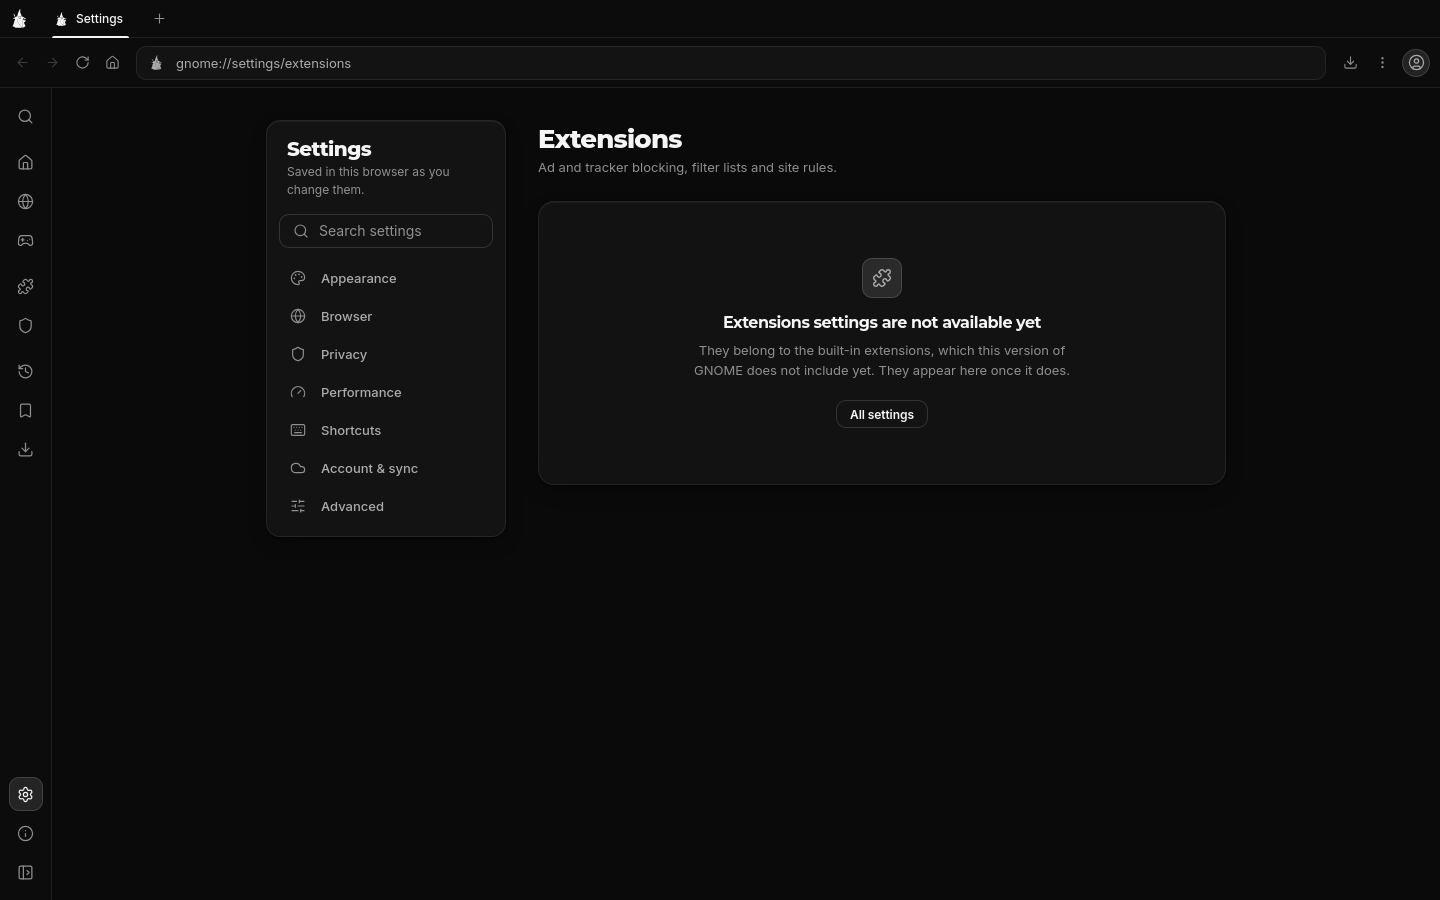 Settings
gnome://settings/extensions
Settings
Saved in this browser as you
change them.
Search settings
Appearance
Browser
Privacy
Performance
Shortcuts
Account & sync
Advanced
Extensions
Ad and tracker blocking, filter lists and site rules.
Extensions settings are not available yet
They belong to the built-in extensions, which this version of
GNOME does not include yet. They appear here once it does.
All settings